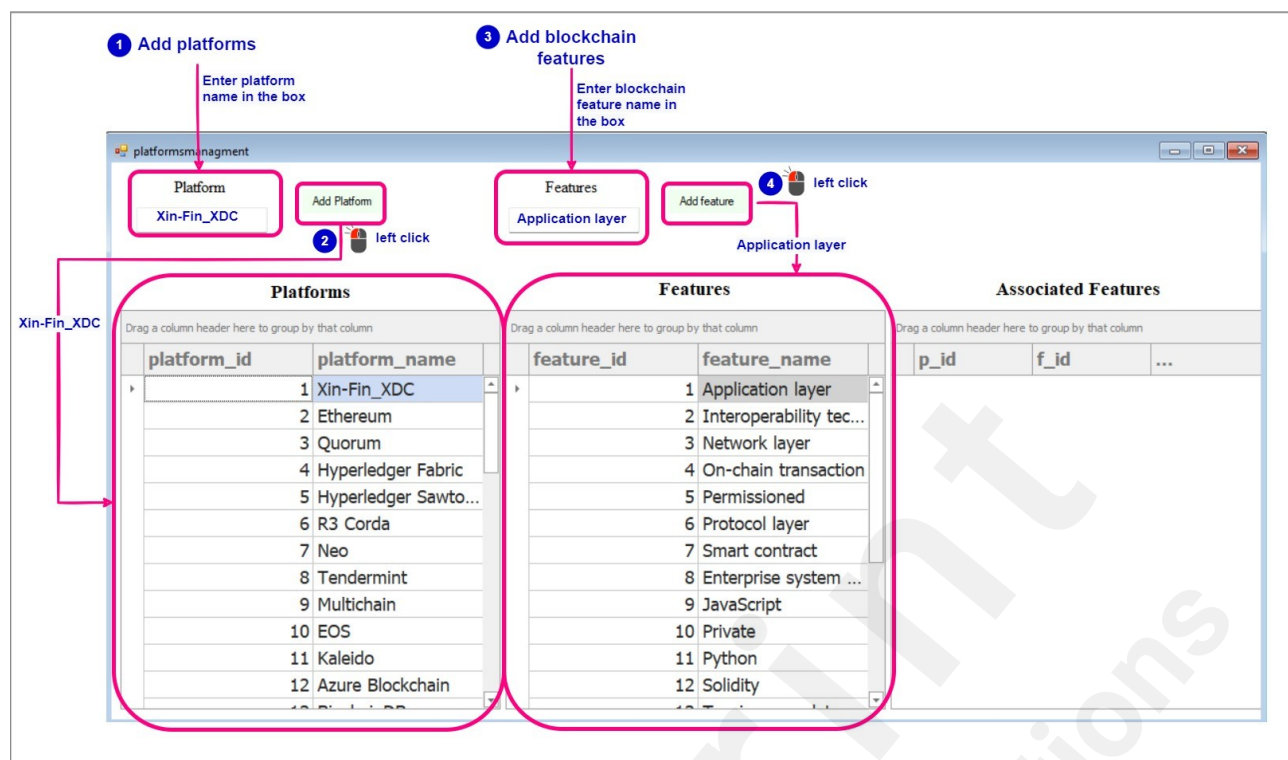 1 Add platforms
Enter platform
name in the box
3 Add blockchain
features
Enter blockchain
feature name in
the box
platformsmanagment
Platform
Xin-Fin_XDC
Add Platform
2 left click
Features
Application layer
Add feature
4 left click
Application layer
Xin-Fin_XDC
Platforms
Drag a column header here to group by that column
platform_id platform_name
1 Xin-Fin_XDC
2 Ethereum
3 Quorum
4 Hyperledger Fabric
5 Hyperledger Sawto...
6 R3 Corda
7 Neo
8 Tendermint
9 Multichain
10 EOS
11 Kaleido
12 Azure Blockchain
Features
Drag a column header here to group by that column
feature_id feature_name
1 Application layer
2 Interoperability tec...
3 Network layer
4 On-chain transaction
5 Permissioned
6 Protocol layer
7 Smart contract
8 Enterprise system ...
9 JavaScript
10 Private
11 Python
12 Solidity
Associated Features
Drag a column header here to group by that column
p_id f_id ...